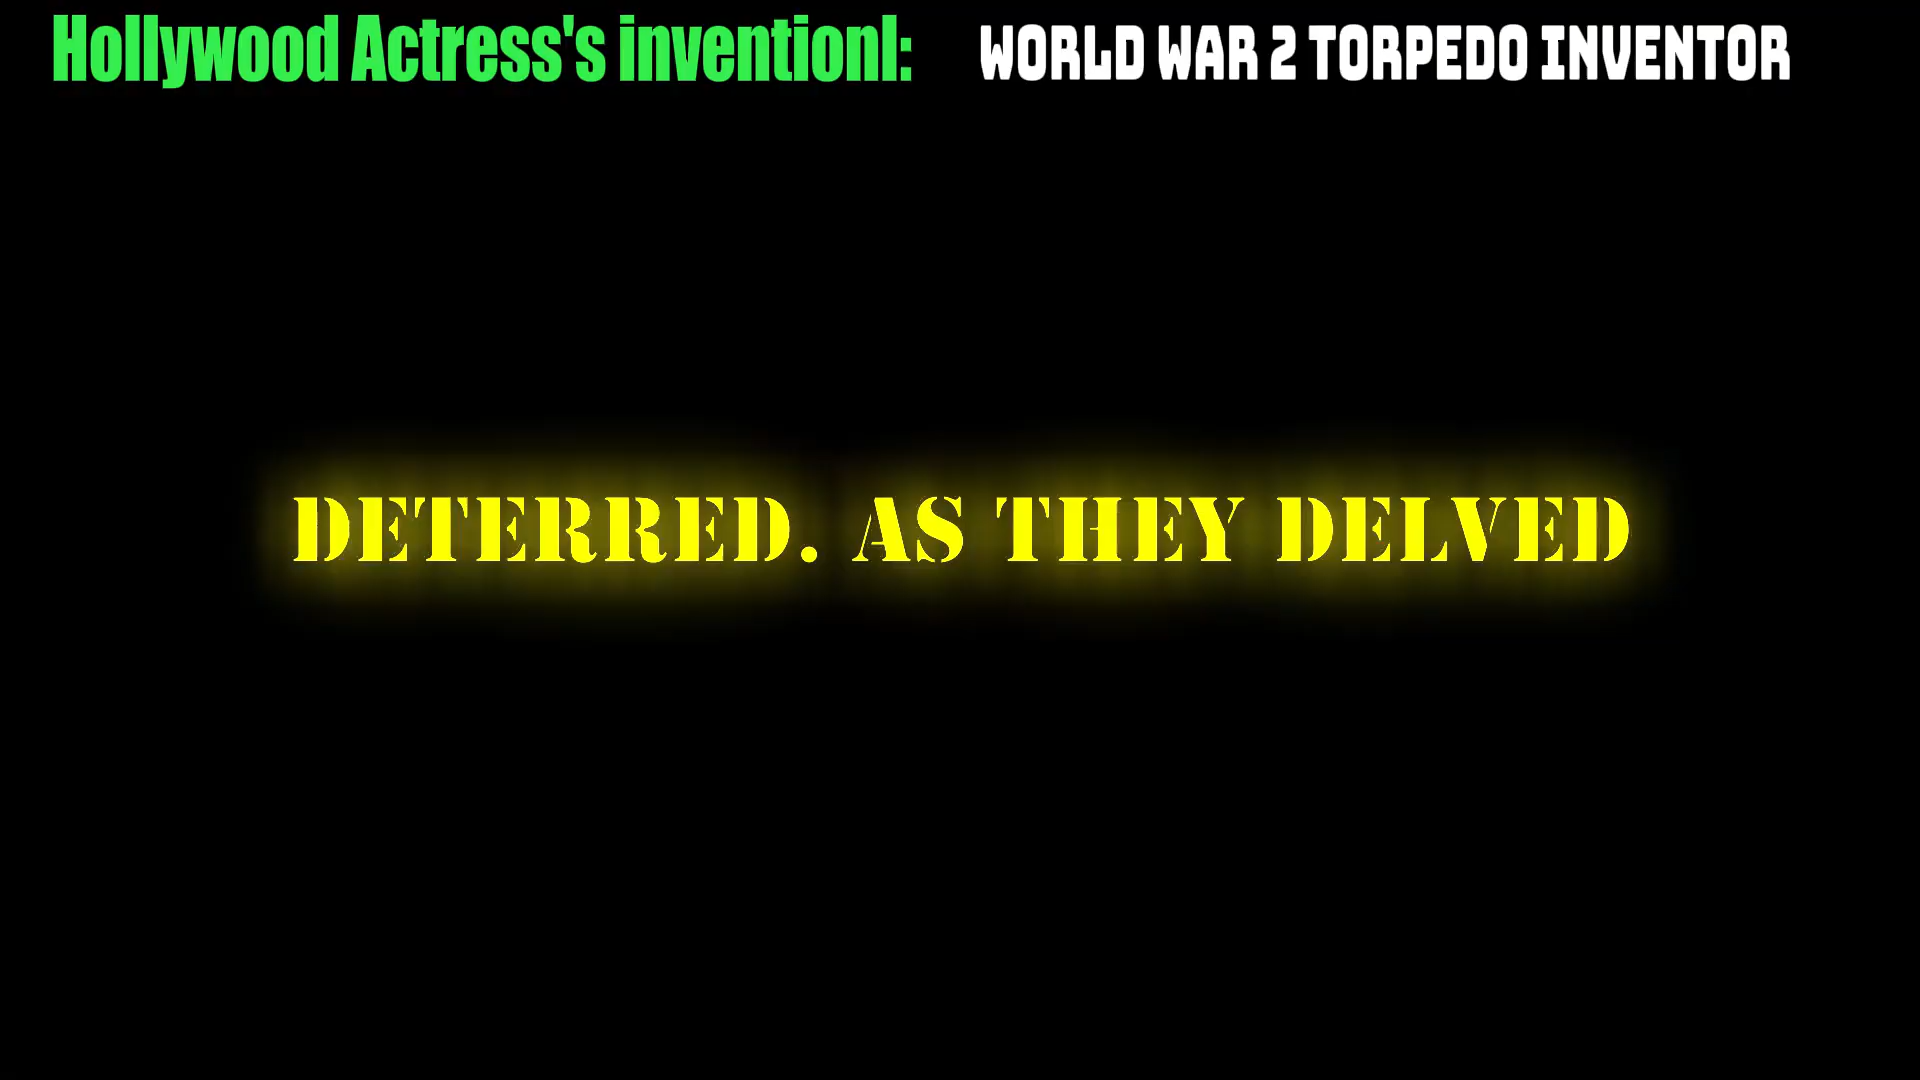 Hollywood Actress's inventionl: WORLD WAR 2 TORPEDO INVENTOR
DETERRED. AS THEY DELVED